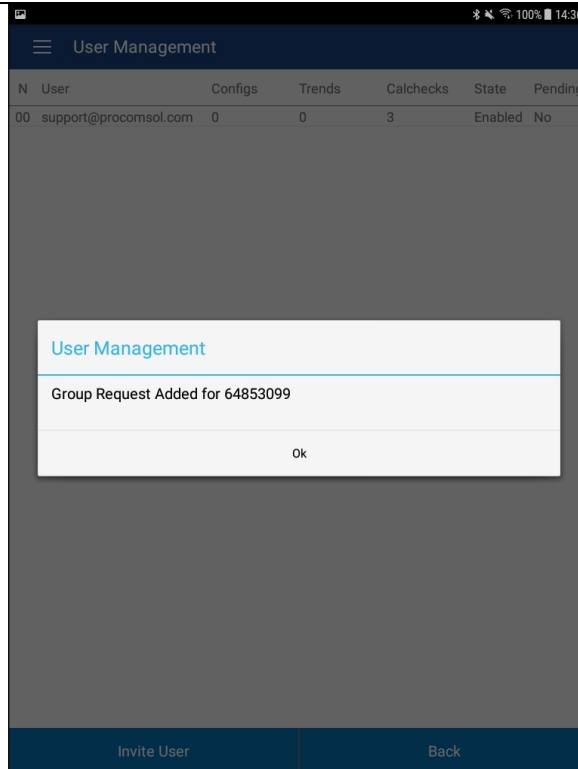 100% 14:30
User Management
N User Configs Trends Calchecks State Pending
00 support@procomsol.com 0 0 3 Enabled No
User Management
Group Request Added for 64853099
Ok
Invite User Back